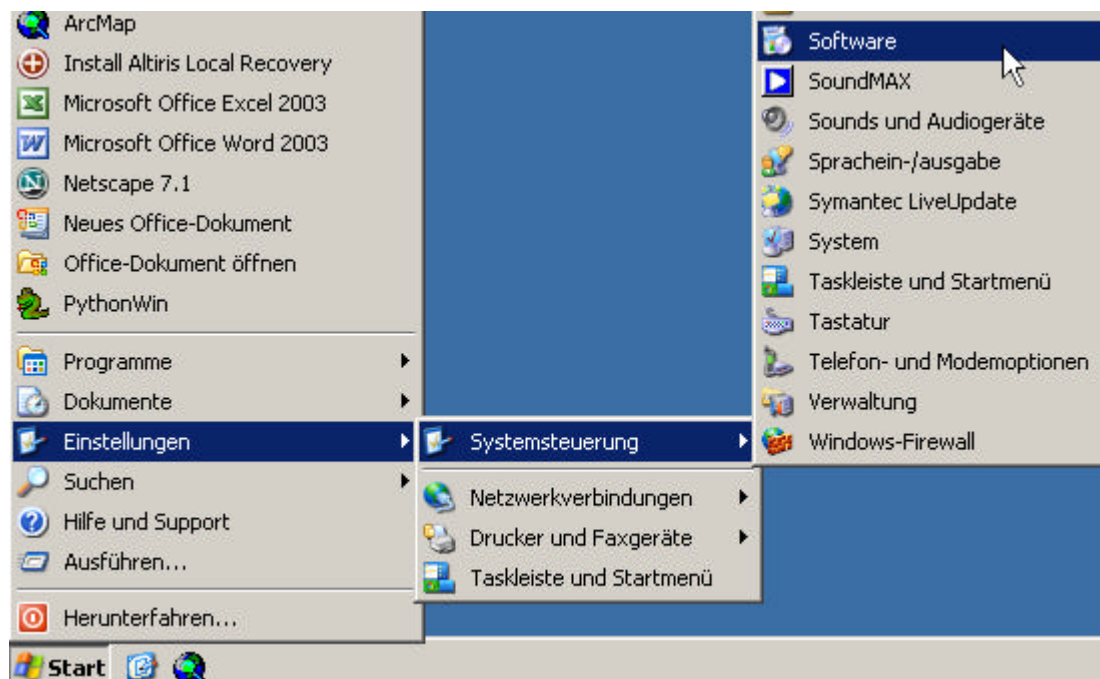 ArcMap
Install Altiris Local Recovery
Microsoft Office Excel 2003
Microsoft Office Word 2003
Netscape 7.1
Neues Office-Dokument
Office-Dokument öffnen
PythonWin
Programme
Dokumente
Einstellungen
Suchen
Hilfe und Support
Ausführen...
Herunterfahren...
Start
Systemsteuerung
Netzwerkverbindungen
Drucker und Faxgeräte
Taskleiste und Startmenü
Software
SoundMAX
Sounds und Audiogeräte
Sprachein-/ausgabe
Symantec LiveUpdate
System
Taskleiste und Startmenü
Tastatur
Telefon- und Modemoptionen
Verwaltung
Windows-Firewall